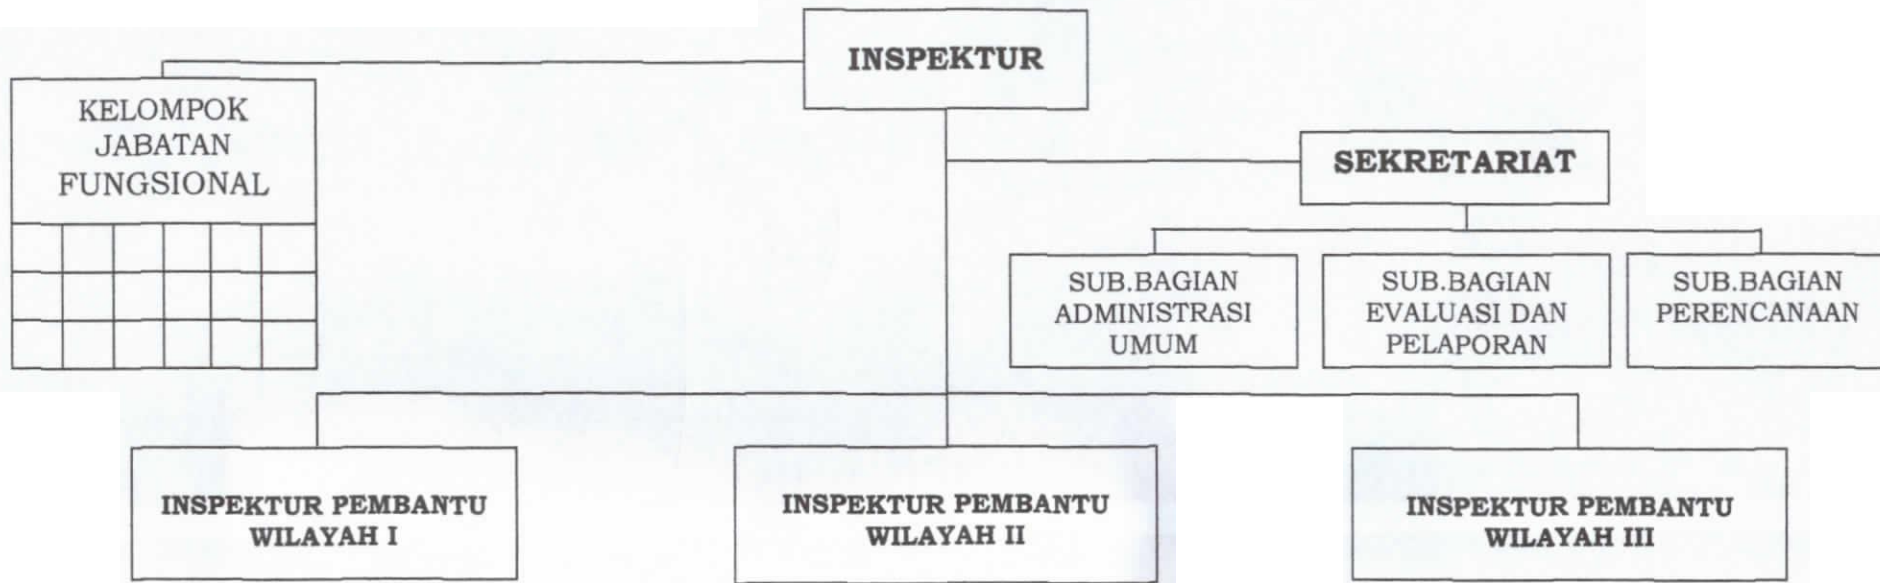 INSPEKTUR
KELOMPOK
JABATAN
FUNGSIONAL
SEKRETARIAT
SUB.BAGIAN
ADMINISTRASI
UMUM
SUB.BAGIAN
EVALUASI DAN
PELAPORAN
SUB.BAGIAN
PERENCANAAN
INSPEKTUR PEMBANTU
WILAYAH I
INSPEKTUR PEMBANTU
WILAYAH II
INSPEKTUR PEMBANTU
WILAYAH III